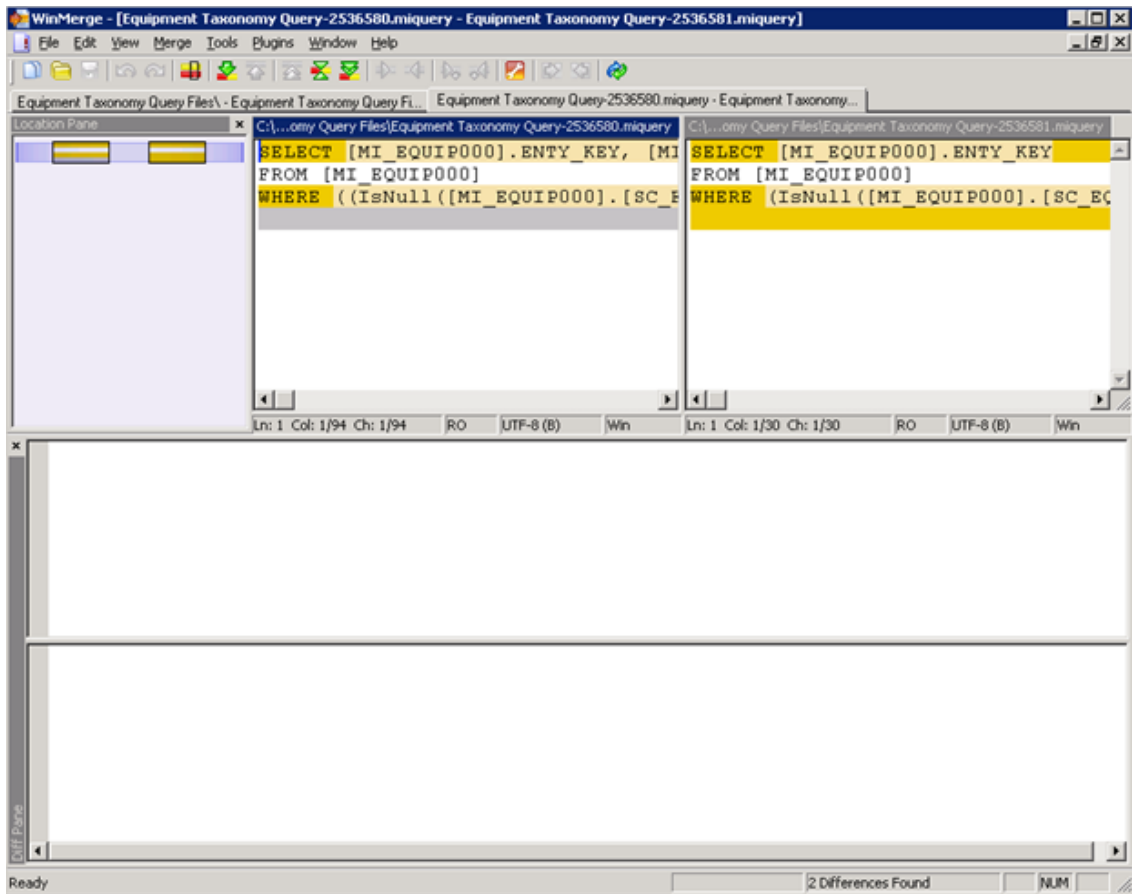 WinMerge - [Equipment Taxonomy Query-2536580.miquery - Equipment Taxonomy Query-2536581.miquery]
File Edit View Merge Tools Plugins Window Help
Equipment Taxonomy Query Files\ - Equipment Taxonomy Query Fi...
Equipment Taxonomy Query-2536580.miquery - Equipment Taxonomy...
Location Pane
C:\...omy Query Files\Equipment Taxonomy Query-2536580.miquery
SELECT [MI_EQUIP000].ENTY_KEY, [MI
FROM [MI_EQUIP000]
WHERE ((IsNull([MI_EQUIP000].[SC_E
Ln: 1 Col: 1/94 Ch: 1/94 RO UTF-8 (B) Win
C:\...omy Query Files\Equipment Taxonomy Query-2536581.miquery
SELECT [MI_EQUIP000].ENTY_KEY
FROM [MI_EQUIP000]
WHERE (IsNull([MI_EQUIP000].[SC_EQ
Ln: 1 Col: 1/30 Ch: 1/30 RO UTF-8 (B) Win
Diff Pane
Ready 2 Differences Found NUM